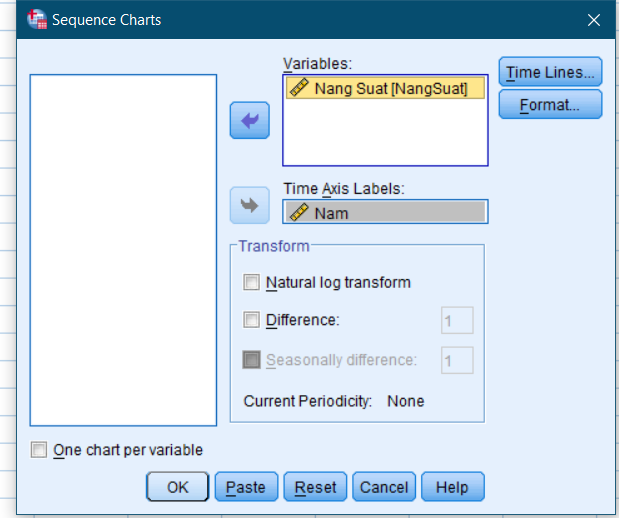 Sequence Charts
Variables:
Nang Suat [NangSuat]
Time Lines...
Format...
Time Axis Labels:
Nam
Transform
Natural log transform
Difference: 1
Seasonally difference: 1
Current Periodicity: None
One chart per variable
OK Paste Reset Cancel Help